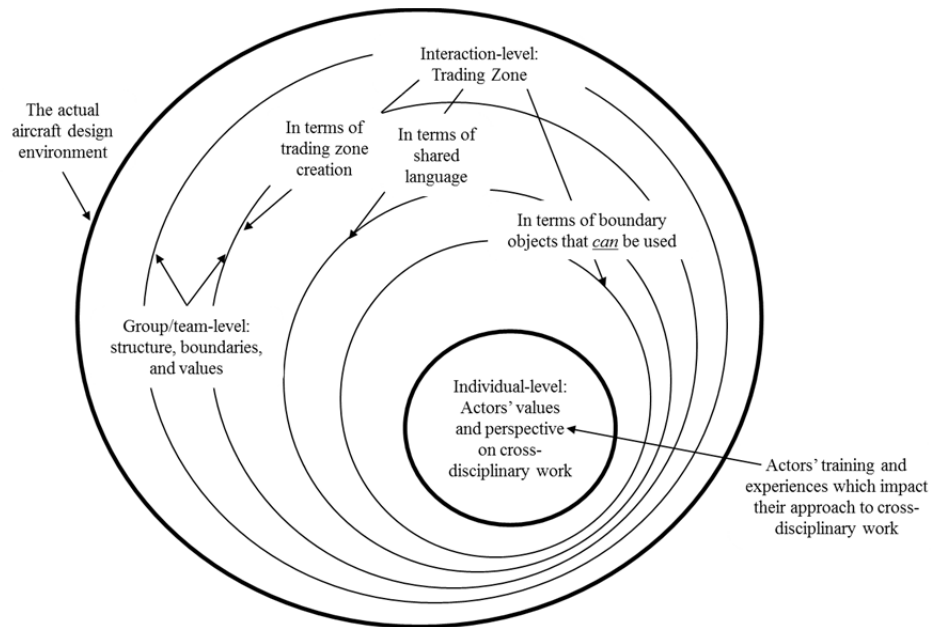 Interaction-level:
Trading Zone
The actual
aircraft design
environment
In terms of
trading zone
creation
In terms of
shared
language
In terms of boundary
objects that can be used
Group/team-level:
structure, boundaries,
and values
Individual-level:
Actors’ values
and perspective
on cross-
disciplinary work
Actors’ training and
experiences which impact
their approach to cross-
disciplinary work